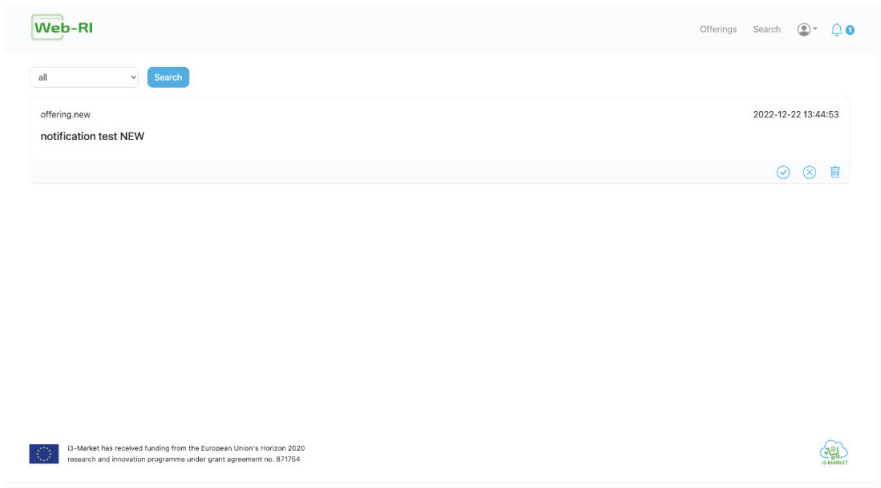 Web-RI
Offerings Search 1
all Search
offering.new 2022-12-22 13:44:53
notification test NEW
i3-Market has received funding from the European Union's Horizon 2020
research and innovation programme under grant agreement no. 871754
i3-MARKET